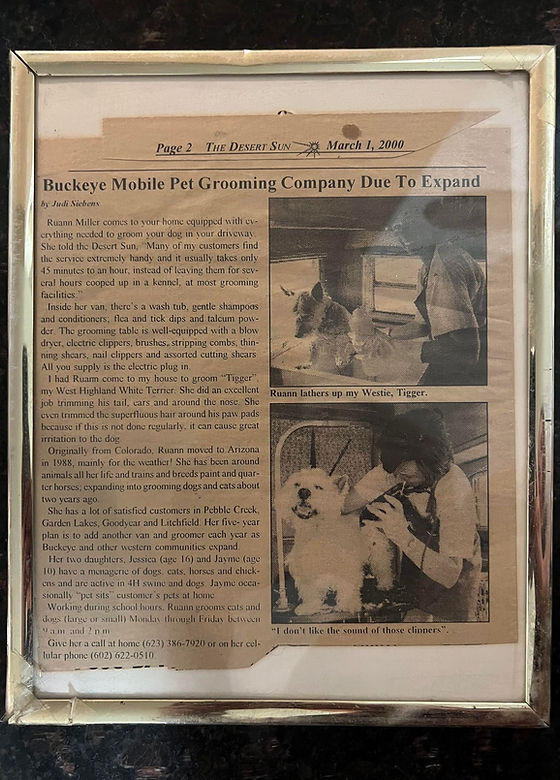 Page 2 THE DESERT SUN March 1, 2000
Buckeye Mobile Pet Grooming Company Due To Expand
by Judi Siebens
Ruann Miller comes to your home equipped with ev-
erything needed to groom your dog in your driveway.
She told the Desert Sun, "Many of my customers find
the service extremely handy and it usually takes only
45 minutes to an hour, instead of leaving them for sev-
eral hours cooped up in a kennel, at most grooming
facilities."
Inside her van, there's a wash tub, gentle shampoos
and conditioners, flea and tick dips and talcum pow-
der. The grooming table is well-equipped with a blow
dryer, electric clippers, brushes, stripping combs, thin-
ning shears, nail clippers and assorted cutting shears.
All you supply is the electric plug in.
I had Ruann come to my house to groom "Tigger"
my West Highland White Terrier. She did an excellent
job trimming his tail, ears and around the nose. She
even trimmed the superfluous hair around his paw pads
because if this is not done regularly, it can cause great
irritation to the dog.
Originally from Colorado, Ruann moved to Arizona
in 1988, mainly for the weather! She has been around
animals all her life and trains and breeds paint and quar-
ter horses; expanding into grooming dogs and cats about
two years ago.
She has a lot of satisfied customers in Pebble Creek,
Garden Lakes, Goodyear and Litchfield. Her five-year
plan is to add another van and groomer each year as
Buckeye and other western communities expand.
Her two daughters, Jessica (age 16) and Jayme (age
10) have a menagerie of dogs, cats, horses and chick-
ens and are active in 4H swine and dogs. Jayme occa-
sionally "pet sits" customer's pets at home.
Working during school hours, Ruann grooms cats and
dogs (large or small) Monday through Friday between
9 a.m. and 2 p.m.
Give her a call at home (623) 386-7920 or on her cel-
lular phone (602) 622-0510.
Ruann lathers up my Westie, Tigger.
"I don't like the sound of those clippers".